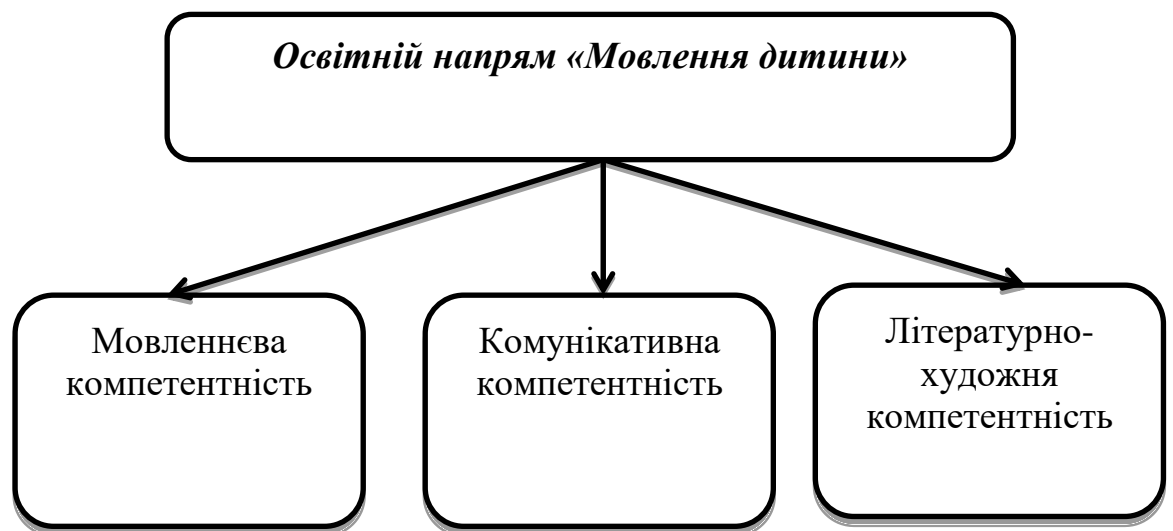 Освітній напрям «Мовлення дитини»
Мовленнєва
компетентність
Комунікативна
компетентність
Літературно-
художня
компетентність